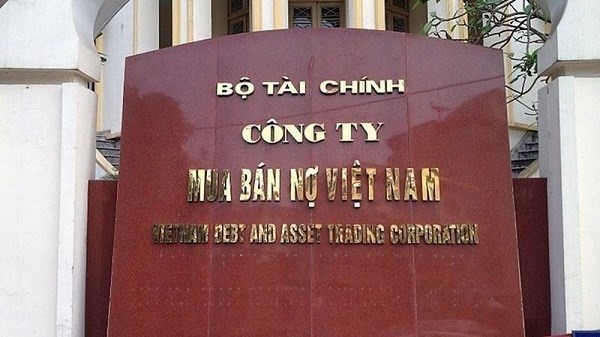 BỘ TÀI CHÍNH
CÔNG TY
MUA BÁN NỢ VIỆT NAM
VIETNAM DEBT AND ASSET TRADING CORPORATION